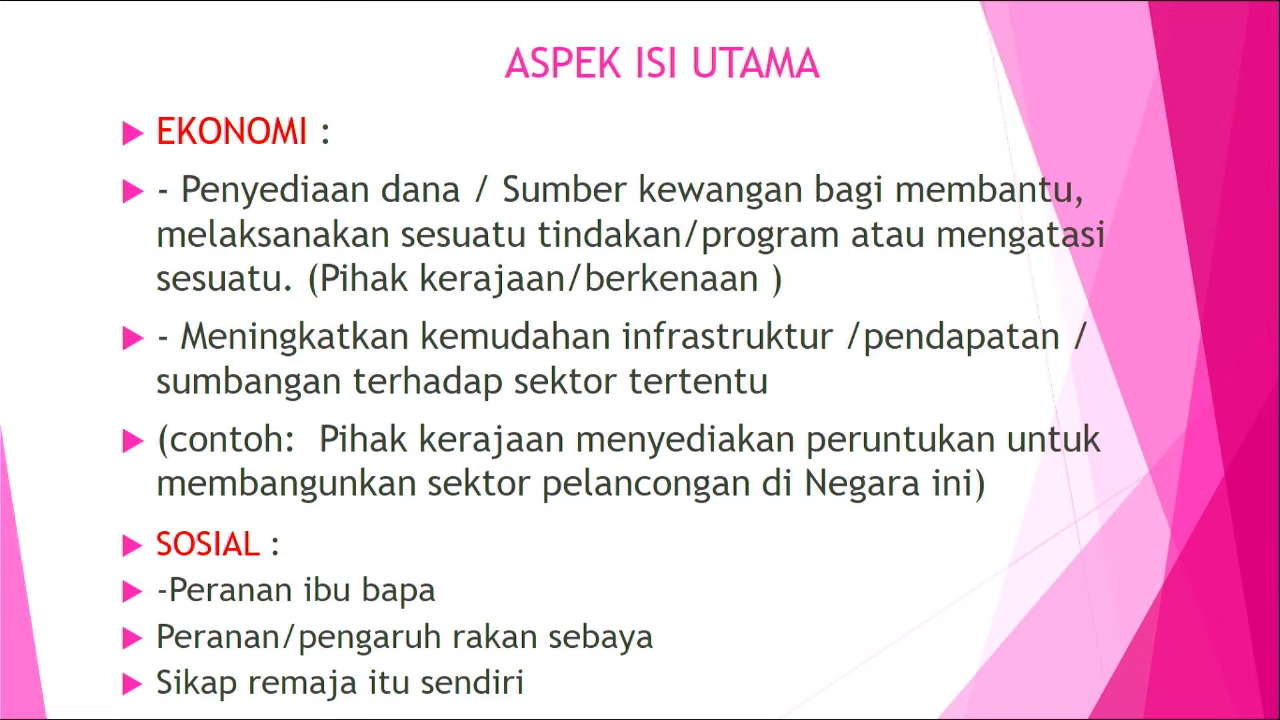 ASPEK ISI UTAMA
EKONOMI :
- Penyediaan dana / Sumber kewangan bagi membantu,
melaksanakan sesuatu tindakan/program atau mengatasi
sesuatu. (Pihak kerajaan/berkenaan )
- Meningkatkan kemudahan infrastruktur /pendapatan /
sumbangan terhadap sektor tertentu
(contoh:  Pihak kerajaan menyediakan peruntukan untuk
membangunkan sektor pelancongan di Negara ini)
SOSIAL :
-Peranan ibu bapa
Peranan/pengaruh rakan sebaya
Sikap remaja itu sendiri